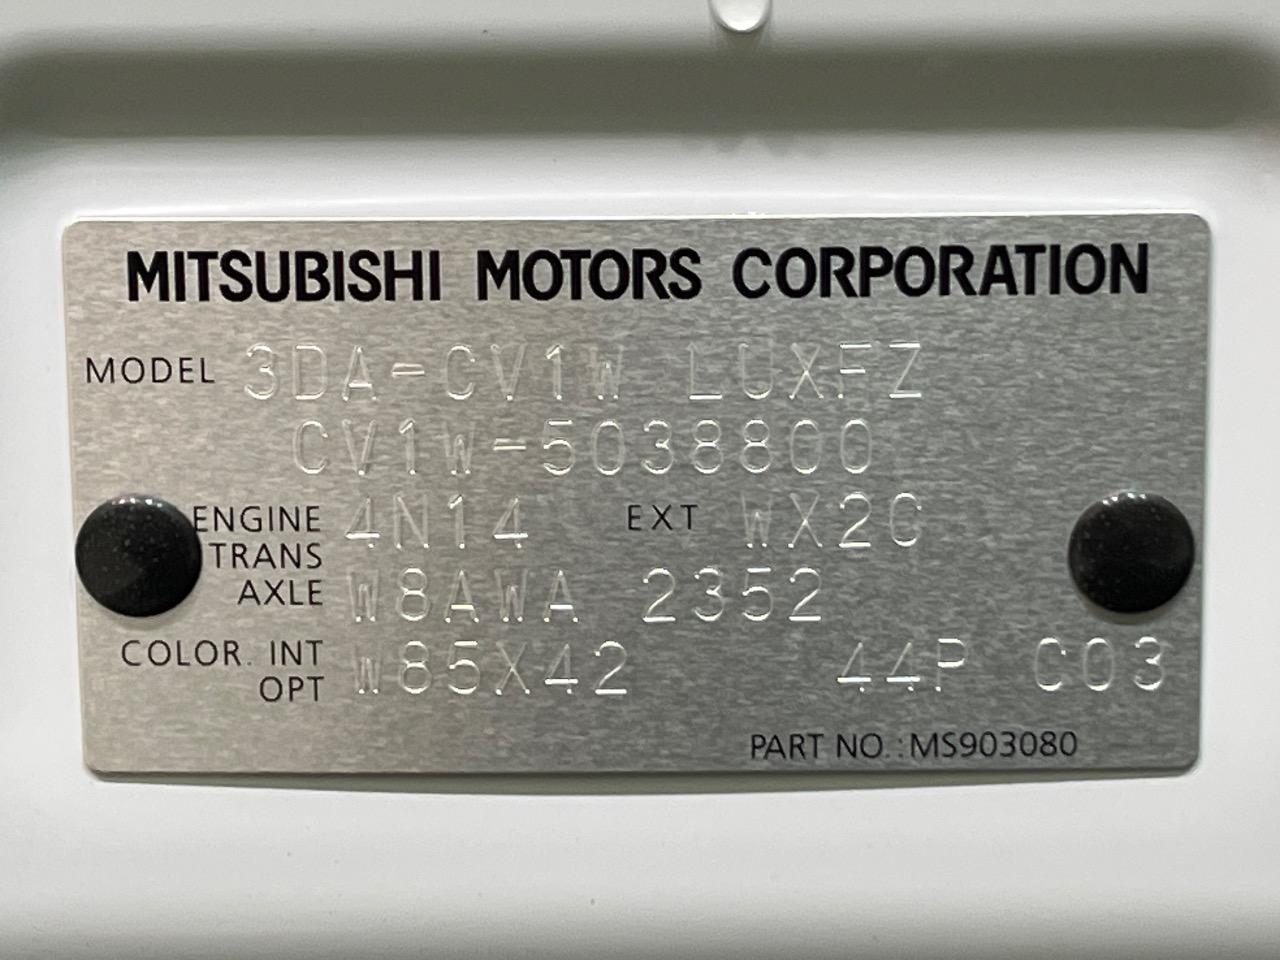 MITSUBISHI MOTORS CORPORATION
MODEL 3DA-CV1W LUXFZ
CV1W-5038800
ENGINE 4N14 EXT WX2C
TRANS
AXLE W8AWA 2352
COLOR. INT
OPT W85X42 44P C03
PART NO.:MS903080